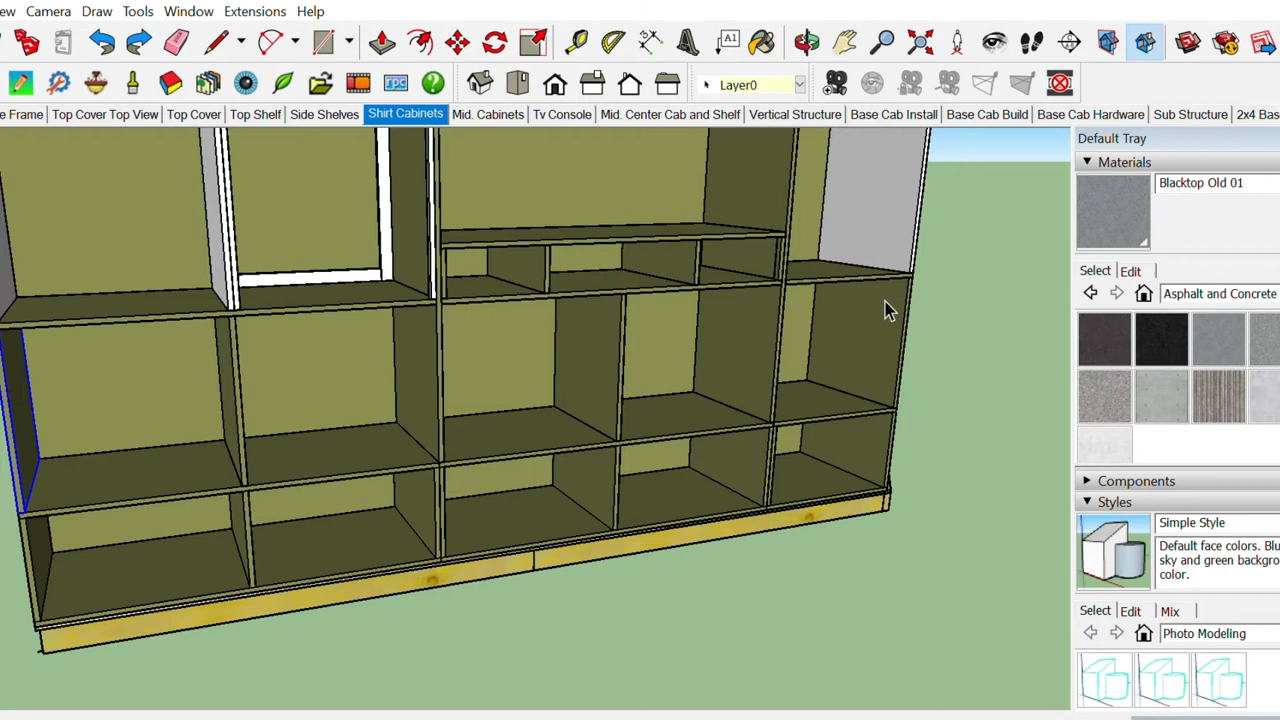 ew Camera Draw Tools Window Extensions Help
A1
rpc Layer0
e Frame Top Cover Top View Top Cover Top Shelf Side Shelves Shirt Cabinets Mid. Cabinets Tv Console Mid. Center Cab and Shelf Vertical Structure Base Cab Install Base Cab Build Base Cab Hardware Sub Structure 2x4 Bas
Default Tray
Materials
Blacktop Old 01
Select Edit
Asphalt and Concrete
Components
Styles
Simple Style
Default face colors. Blu
sky and green backgro
color.
Select Edit Mix
Photo Modeling